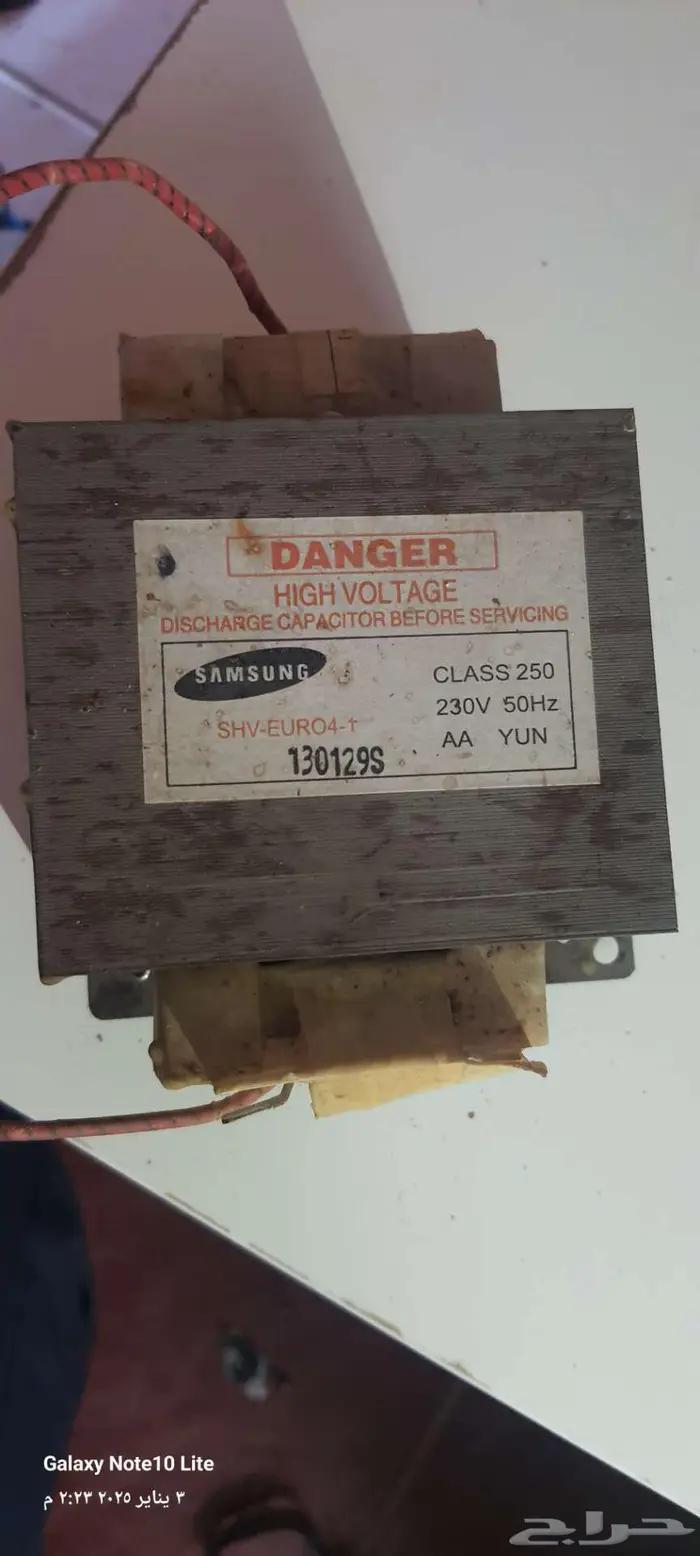 DANGER
HIGH VOLTAGE
DISCHARGE CAPACITOR BEFORE SERVICING
SAMSUNG
CLASS 250
SHV-EURO4-1
230V 50Hz
130129S
AA YUN
Galaxy Note10 Lite
٣ يناير ٢٠٢٥ ٢:٢٣ م
حراج